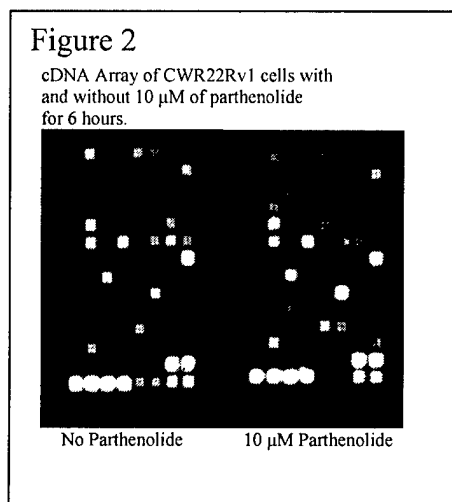 Figure 2
cDNA Array of CWR22Rv1 cells with
and without 10 µM of parthenolide
for 6 hours.
No Parthenolide 10 µM Parthenolide